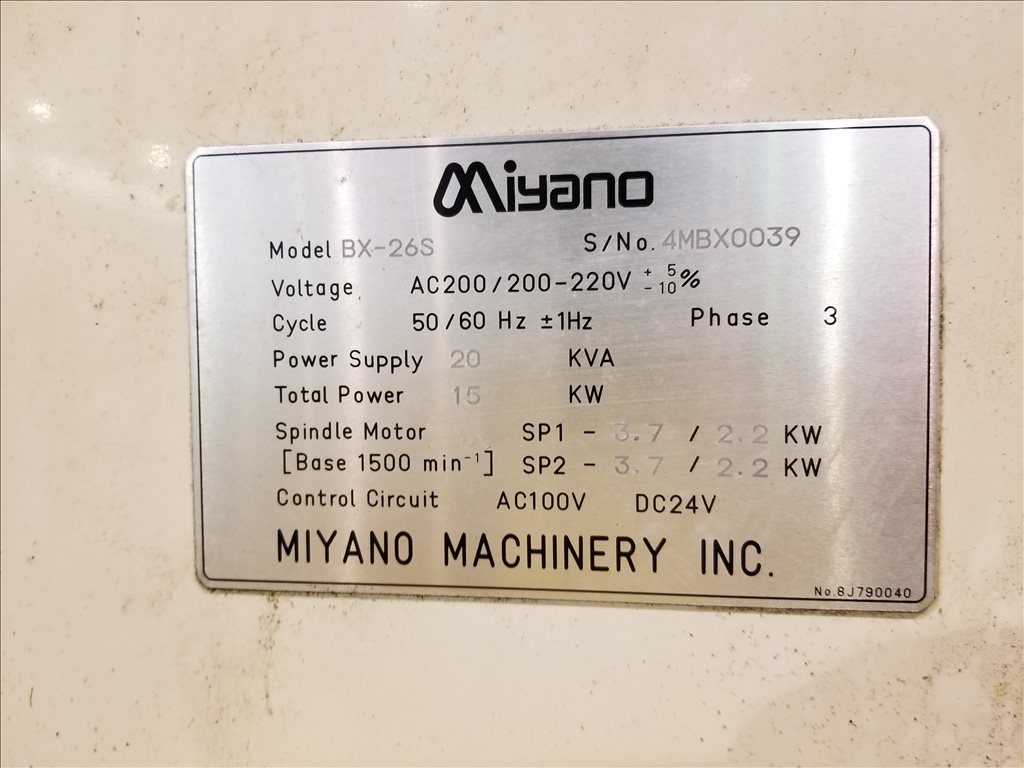 Miyano
Model BX-26S S/No. 4MBX0039
Voltage AC200/200-220V +5 -10 %
Cycle 50/60 Hz ±1Hz Phase 3
Power Supply 20 KVA
Total Power 15 KW
Spindle Motor SP1 - 3.7 / 2.2 KW
[Base 1500 min⁻¹] SP2 - 3.7 / 2.2 KW
Control Circuit AC100V DC24V
MIYANO MACHINERY INC.
No.8J790040